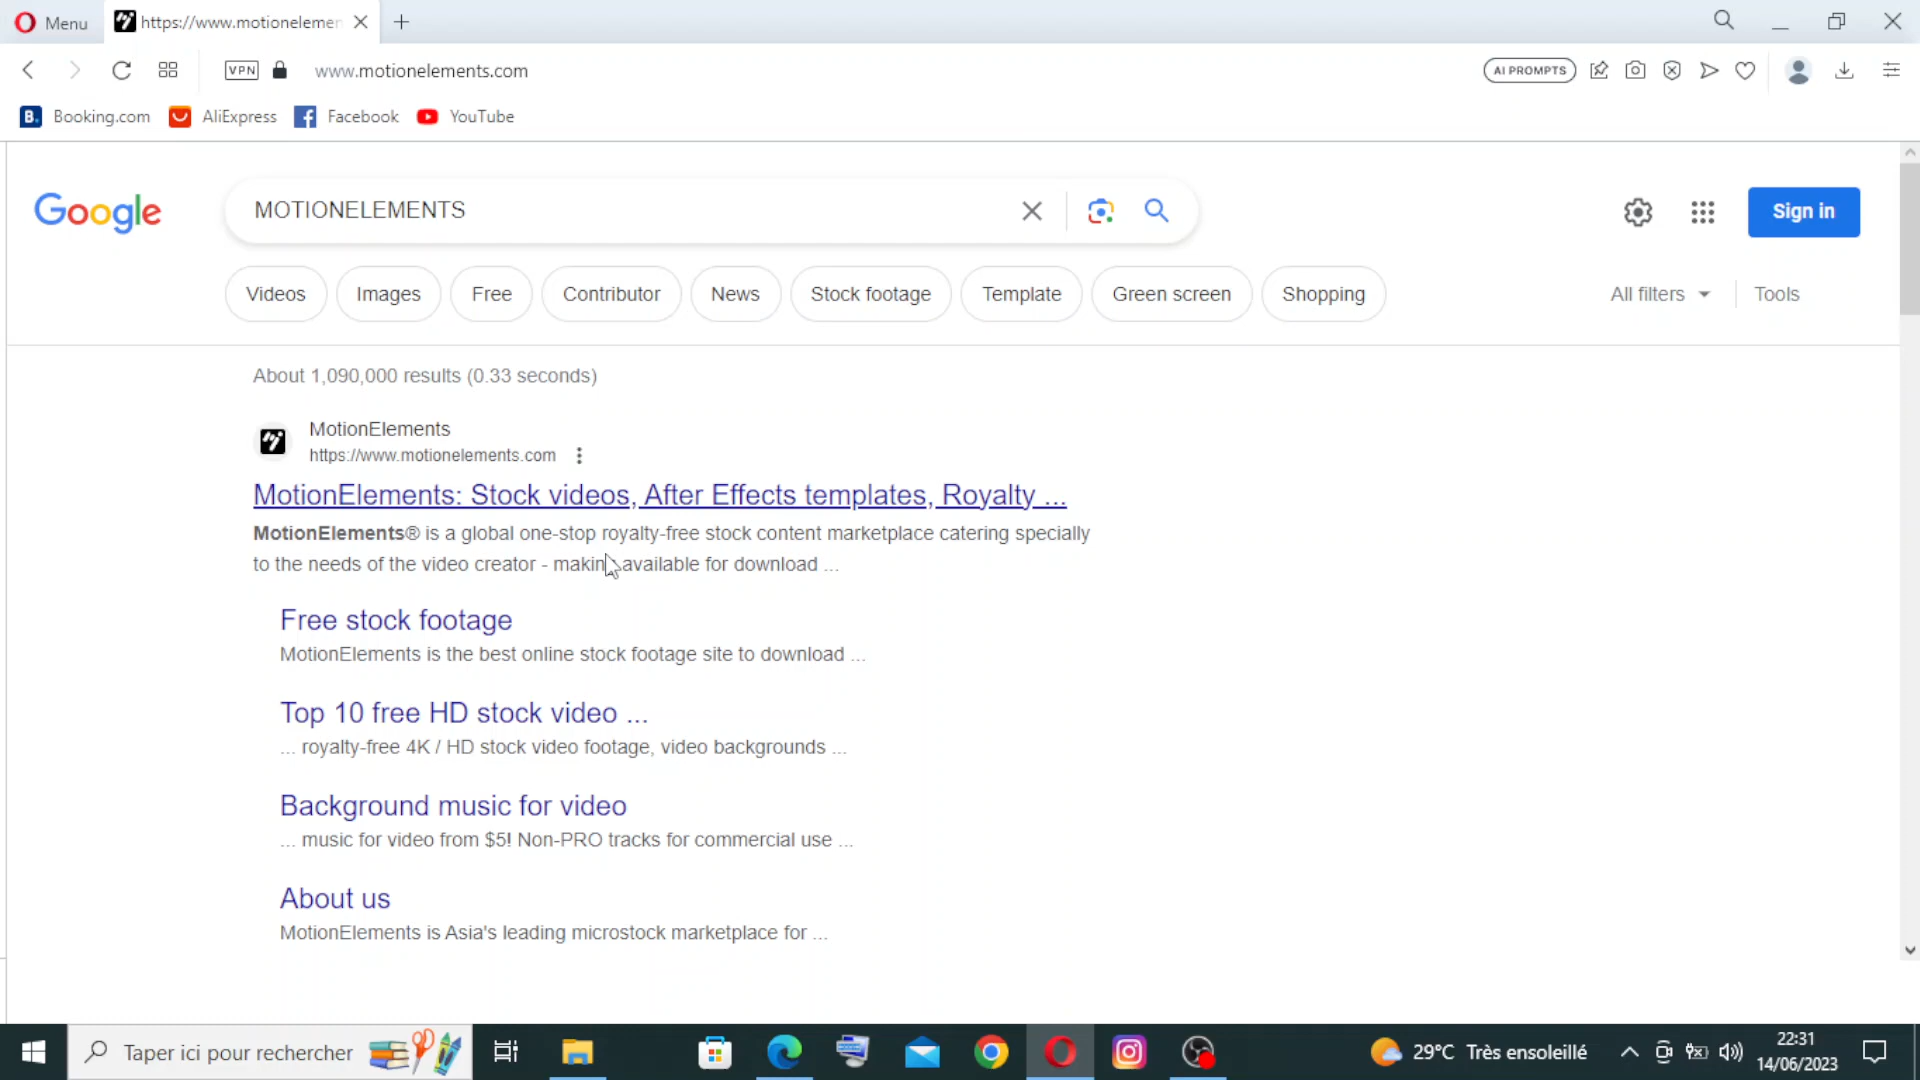 Menu
https://www.motionelemen
VPN
www.motionelements.com
AI PROMPTS
B. Booking.com
AliExpress
Facebook
YouTube
Google
MOTIONELEMENTS
Sign in
Videos
Images
Free
Contributor
News
Stock footage
Template
Green screen
Shopping
All filters
Tools
About 1,090,000 results (0.33 seconds)
MotionElements
https://www.motionelements.com
MotionElements: Stock videos, After Effects templates, Royalty ...
MotionElements® is a global one-stop royalty-free stock content marketplace catering specially
to the needs of the video creator - makin available for download ...
Free stock footage
MotionElements is the best online stock footage site to download ...
Top 10 free HD stock video ...
... royalty-free 4K / HD stock video footage, video backgrounds ...
Background music for video
... music for video from $5! Non-PRO tracks for commercial use ...
About us
MotionElements is Asia's leading microstock marketplace for ...
Taper ici pour rechercher
29°C Très ensoleillé
22:31
14/06/2023